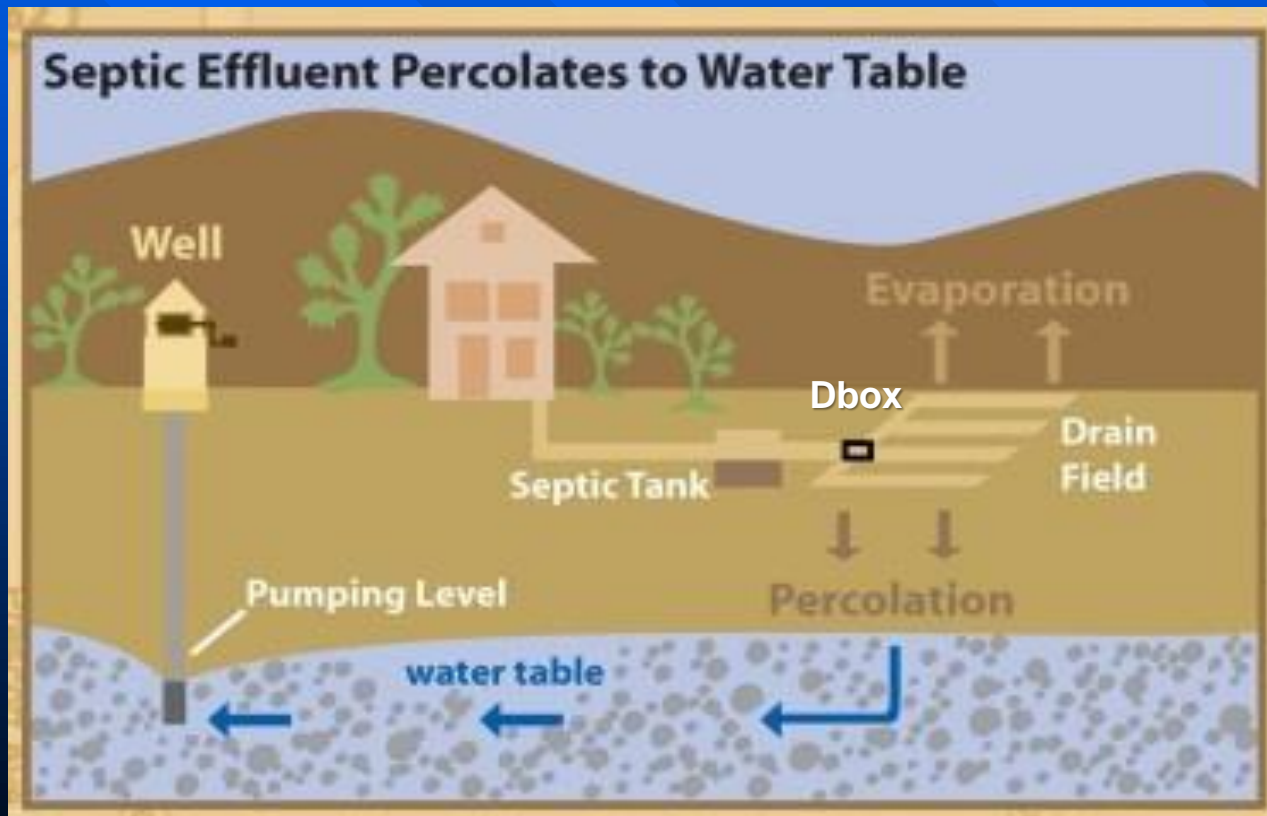 Septic Effluent Percolates to Water Table
Well
Evaporation
Dbox
Drain
Field
Septic Tank
Pumping Level
Percolation
water table